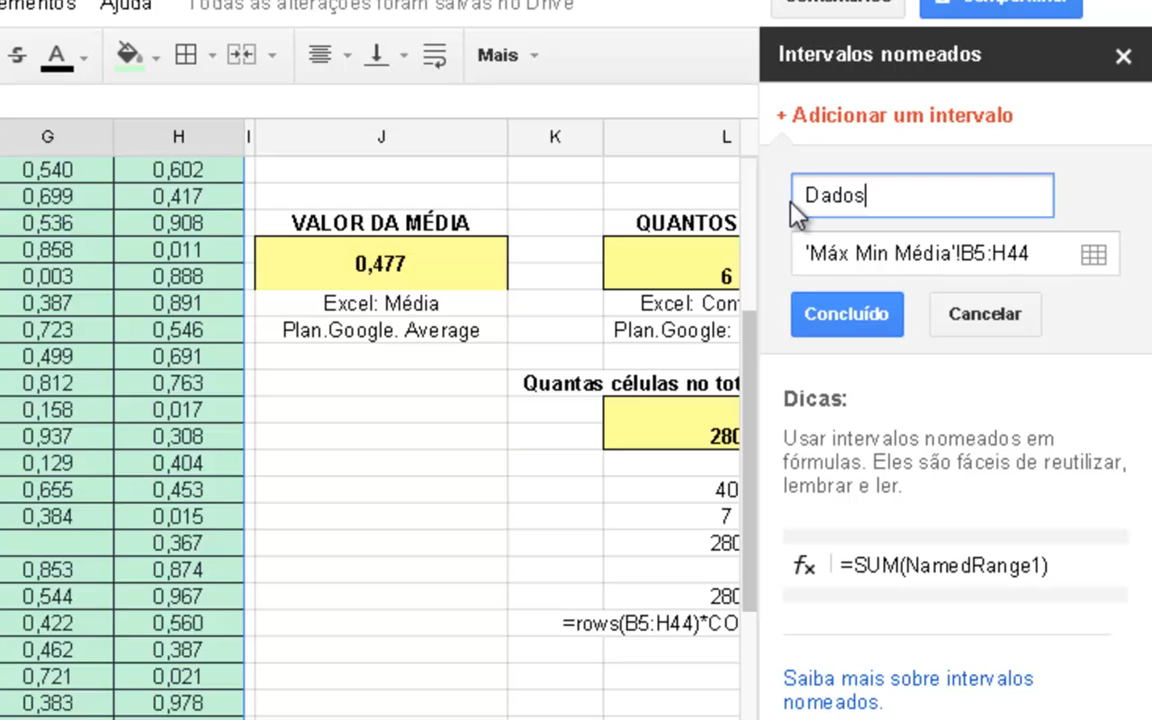 Ajuda
Todas as alterações foram salvas no Drive
Mais
Intervalos nomeados
+ Adicionar um intervalo
Dados
'Máx Min Média'!B5:H44
Concluído
Cancelar
Dicas:
Usar intervalos nomeados em
fórmulas. Eles são fáceis de reutilizar,
lembrar e ler.
fx =SUM(NamedRange1)
Saiba mais sobre intervalos
nomeados.
G H I J K L
0,540 0,602
0,699 0,417
0,536 0,908 VALOR DA MÉDIA QUANTOS
0,858 0,011
0,477
0,003 0,888 6
0,387 0,891 Excel: Média Excel:
0,723 0,546 Plan.Google. Average Plan.Google:
0,499 0,691
0,812 0,763 Quantas células no tot
0,158 0,017
0,937 0,308 280
0,129 0,404
0,655 0,453 40
0,384 0,015 7
0,367 280
0,853 0,874
0,544 0,967 280
0,422 0,560 =rows(B5:H44)*CO
0,462 0,387
0,721 0,021
0,383 0,978